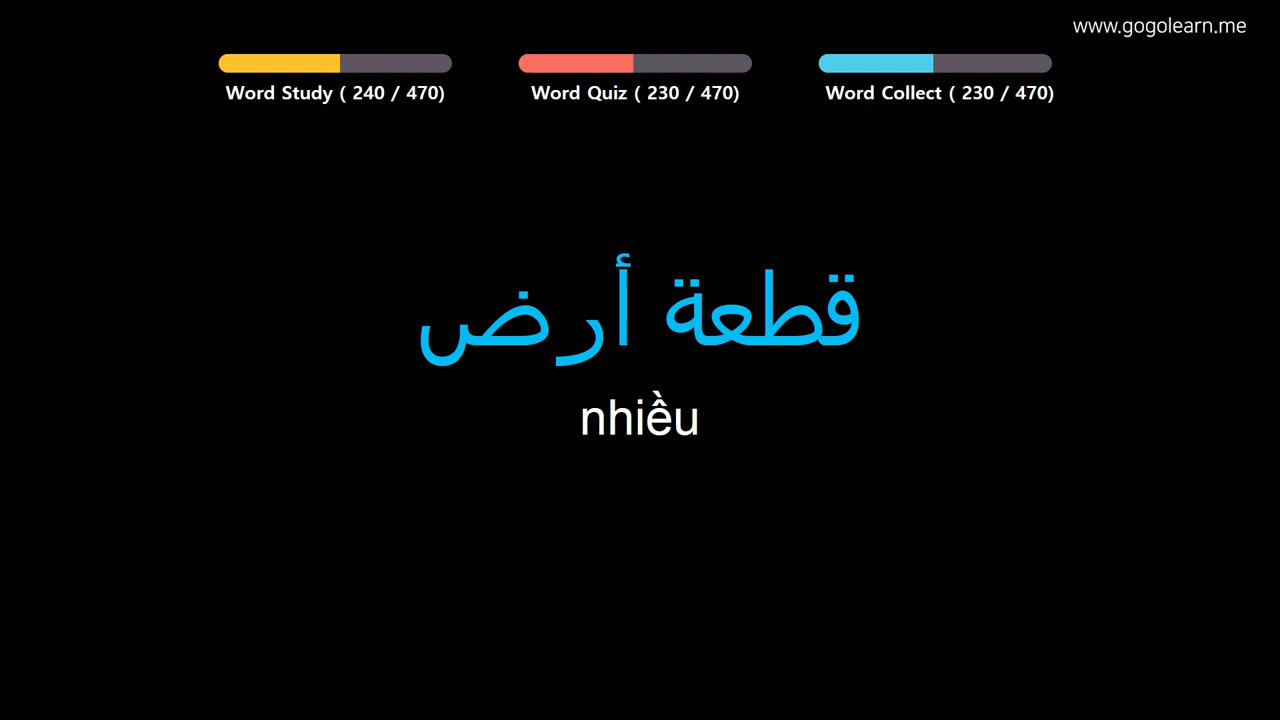 www.gogolearn.me
Word Study ( 240 / 470)
Word Quiz ( 230 / 470)
Word Collect ( 230 / 470)
قطعة أرض
nhiều